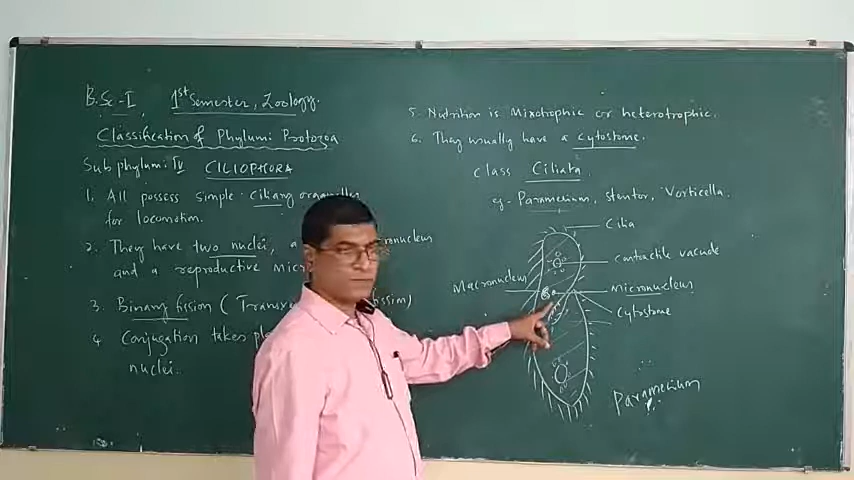 B.Sc-I, 1st Semester, Zoology.
Classification of Phylum: Protozoa
Sub phylum: IV CILIOPHORA
1. All possess simple ciliary organelles
for locomotion.
2. They have two nuclei, a nucleus
and a reproductive
3. Binary fission (
4. Conjugation takes
nuclei.
5. Nutrition is Mixotrophic or heterotrophic.
6. They usually have a cytostome.
class Ciliata.
eg- Paramecium, stentor, Vorticella.
Cilia
Contractile vacuole
Macronucleus
Micronucleus
Cytostome
Paramecium